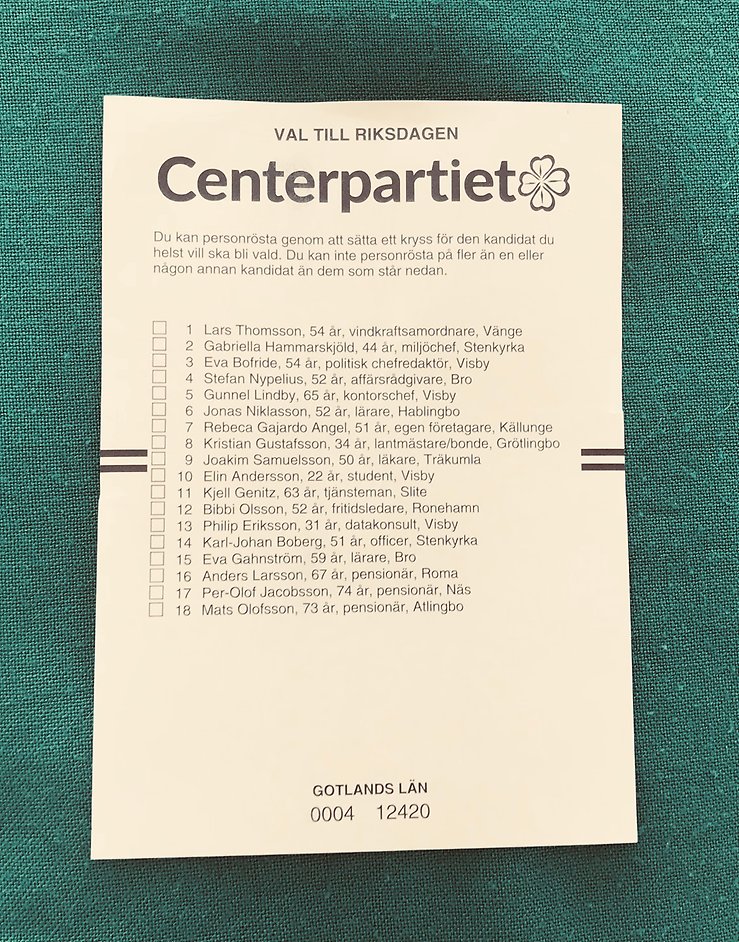 VAL TILL RIKSDAGEN
Centerpartiet
Du kan personrösta genom att sätta ett kryss för den kandidat du
helst vill ska bli vald. Du kan inte personrösta på fler än en eller
någon annan kandidat än dem som står nedan.
1 Lars Thomsson, 54 år, vindkraftsamordnare, Vänge
2 Gabriella Hammarskjöld, 44 år, miljöchef, Stenkyrka
3 Eva Bofride, 54 år, politisk chefredaktör, Visby
4 Stefan Nypelius, 52 år, affärsrådgivare, Bro
5 Gunnel Lindby, 65 år, kontorschef, Visby
6 Jonas Niklasson, 52 år, lärare, Hablingbo
7 Rebeca Gajardo Angel, 51 år, egen företagare, Källunge
8 Kristian Gustafsson, 34 år, lantmästare/bonde, Grötlingbo
9 Joakim Samuelsson, 50 år, läkare, Träkumla
10 Elin Andersson, 22 år, student, Visby
11 Kjell Genitz, 63 år, tjänsteman, Slite
12 Bibbi Olsson, 52 år, fritidsledare, Ronehamn
13 Philip Eriksson, 31 år, datakonsult, Visby
14 Karl-Johan Boberg, 51 år, officer, Stenkyrka
15 Eva Gahnström, 59 år, lärare, Bro
16 Anders Larsson, 67 år, pensionär, Roma
17 Per-Olof Jacobsson, 74 år, pensionär, Näs
18 Mats Olofsson, 73 år, pensionär, Atlingbo
GOTLANDS LÄN
0004 12420